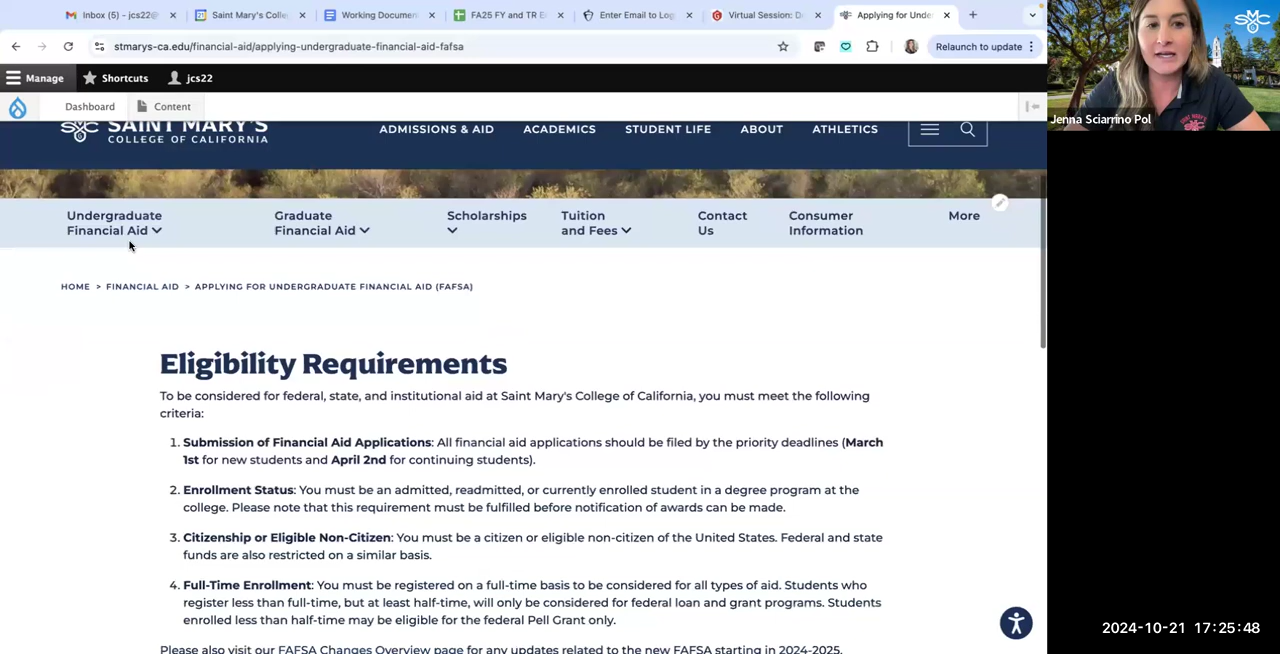 Inbox (5) - jcs22@
Saint Mary's Colle
Working Documen
FA25 FY and TR E
Enter Email to Log
Virtual Session: D
Applying for Unde
stmarys-ca.edu/financial-aid/applying-undergraduate-financial-aid-fafsa
Relaunch to update
Manage
Shortcuts
jcs22
Dashboard
Content
SAINT MARY'S
COLLEGE OF CALIFORNIA
ADMISSIONS & AID
ACADEMICS
STUDENT LIFE
ABOUT
ATHLETICS
Undergraduate
Financial Aid
Graduate
Financial Aid
Scholarships
Tuition
and Fees
Contact
Us
Consumer
Information
More
HOME > FINANCIAL AID > APPLYING FOR UNDERGRADUATE FINANCIAL AID (FAFSA)
Eligibility Requirements
To be considered for federal, state, and institutional aid at Saint Mary's College of California, you must meet the following
criteria:
1. Submission of Financial Aid Applications: All financial aid applications should be filed by the priority deadlines (March
1st for new students and April 2nd for continuing students).
2. Enrollment Status: You must be an admitted, readmitted, or currently enrolled student in a degree program at the
college. Please note that this requirement must be fulfilled before notification of awards can be made.
3. Citizenship or Eligible Non-Citizen: You must be a citizen or eligible non-citizen of the United States. Federal and state
funds are also restricted on a similar basis.
4. Full-Time Enrollment: You must be registered on a full-time basis to be considered for all types of aid. Students who
register less than full-time, but at least half-time, will only be considered for federal loan and grant programs. Students
enrolled less than half-time may be eligible for the federal Pell Grant only.
Please also visit our FAFSA Changes Overview page for any updates related to the new FAFSA starting in 2024-2025.
SMC
Jenna Sciarrino Pol
2024-10-21 17:25:48